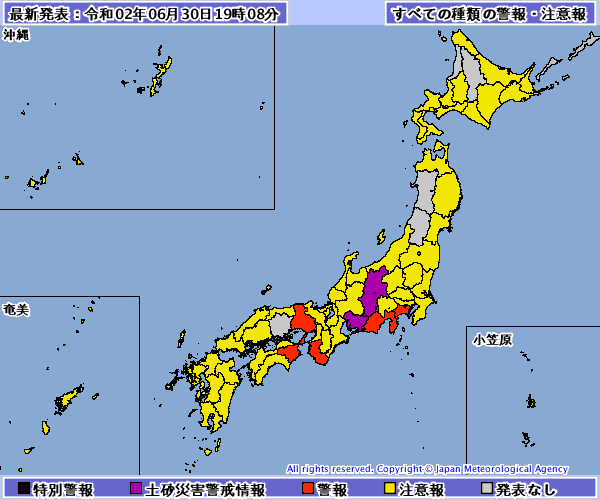 最新発表：令和02年06月30日19時08分
すべての種類の警報・注意報
沖縄
奄美
小笠原
All rights reserved. Copyright © Japan Meteorological Agency
特別警報
土砂災害警戒情報
警報
注意報
発表なし